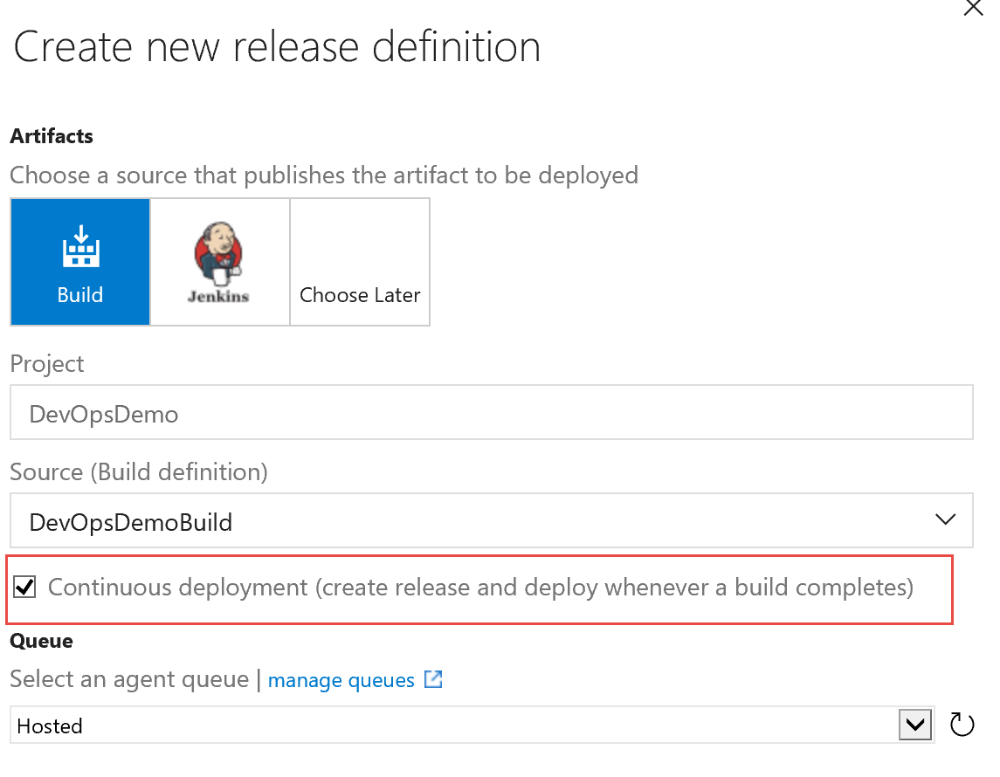 Create new release definition
Artifacts
Choose a source that publishes the artifact to be deployed
Build
Jenkins
Choose Later
Project
DevOpsDemo
Source (Build definition)
DevOpsDemoBuild
Continuous deployment (create release and deploy whenever a build completes)
Queue
Select an agent queue | manage queues
Hosted